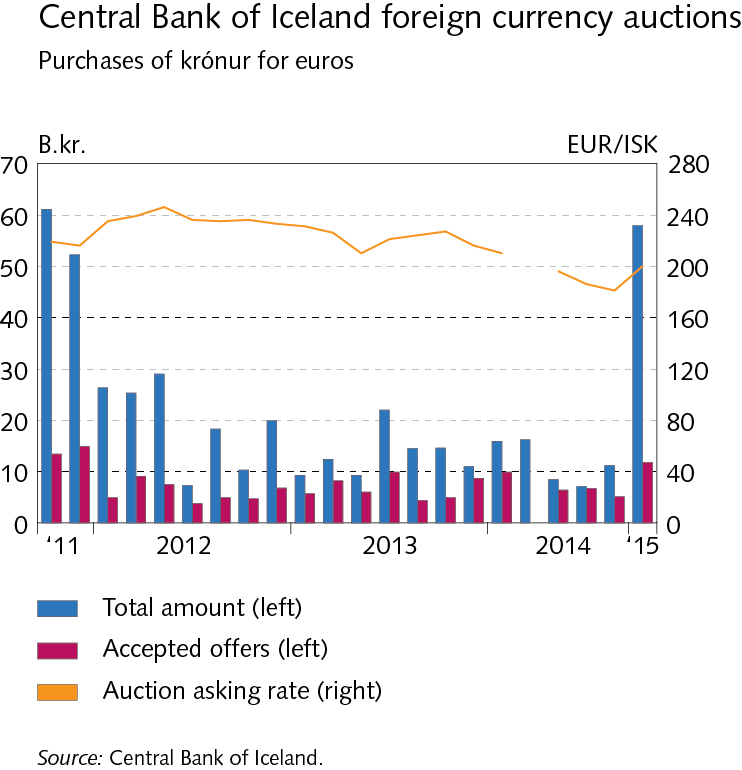 Central Bank of Iceland foreign currency auctions
Purchases of krónur for euros
B.kr. EUR/ISK
70 280
60 240
50 200
40 160
30 120
20 80
10 40
0 0
‘11 2012 2013 2014 ‘15
Total amount (left)
Accepted offers (left)
Auction asking rate (right)
Source: Central Bank of Iceland.